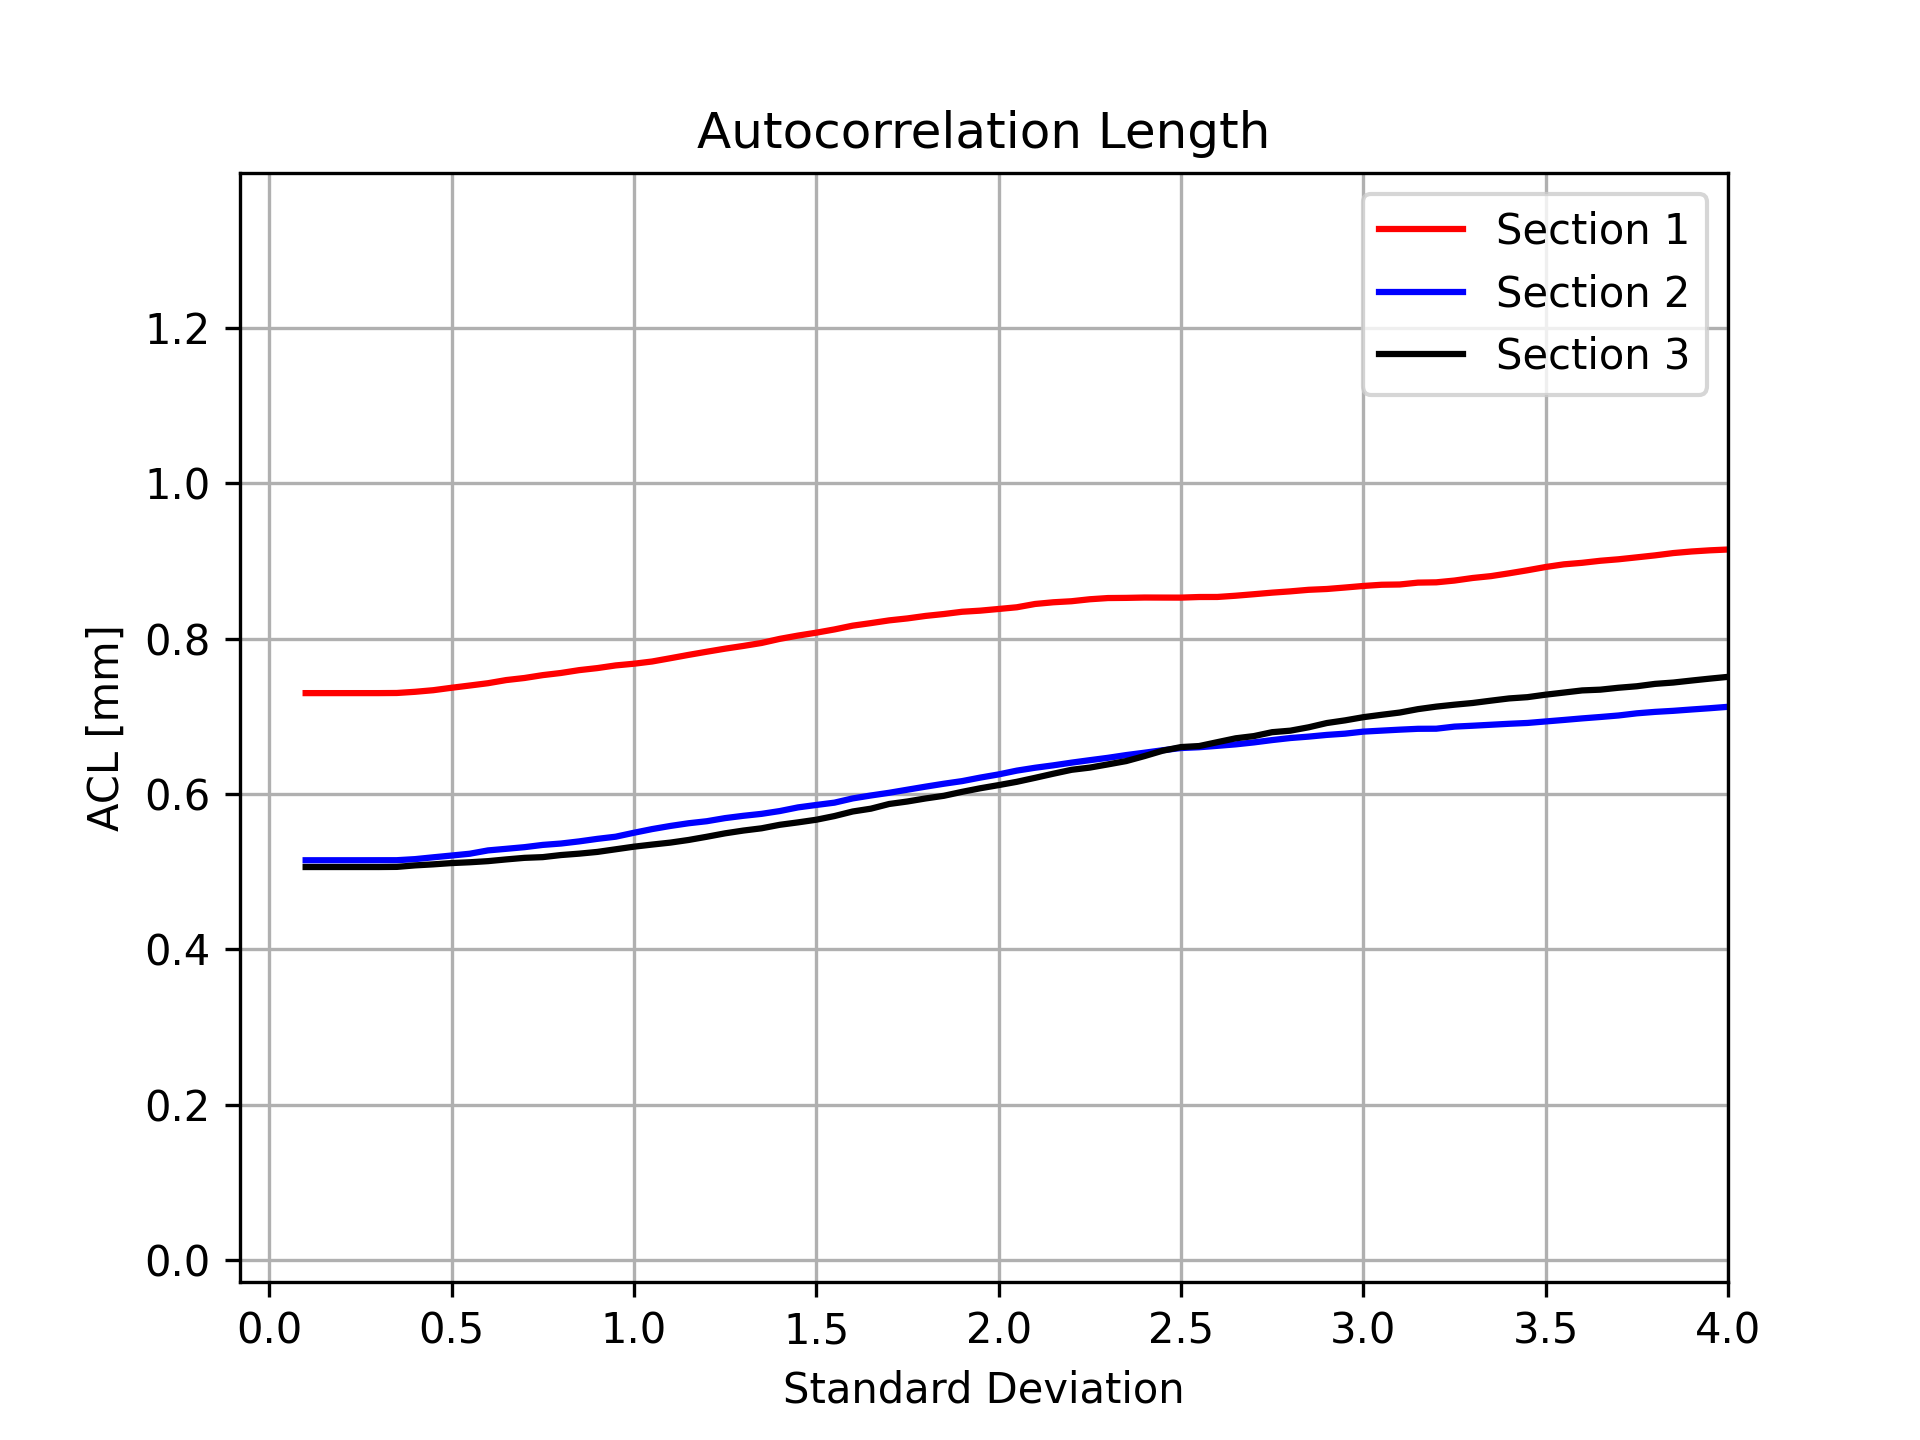 Autocorrelation Length
Section 1
Section 2
Section 3
ACL [mm]
1.2
1.0
0.8
0.6
0.4
0.2
0.0
0.0 0.5 1.0 1.5 2.0 2.5 3.0 3.5 4.0
Standard Deviation